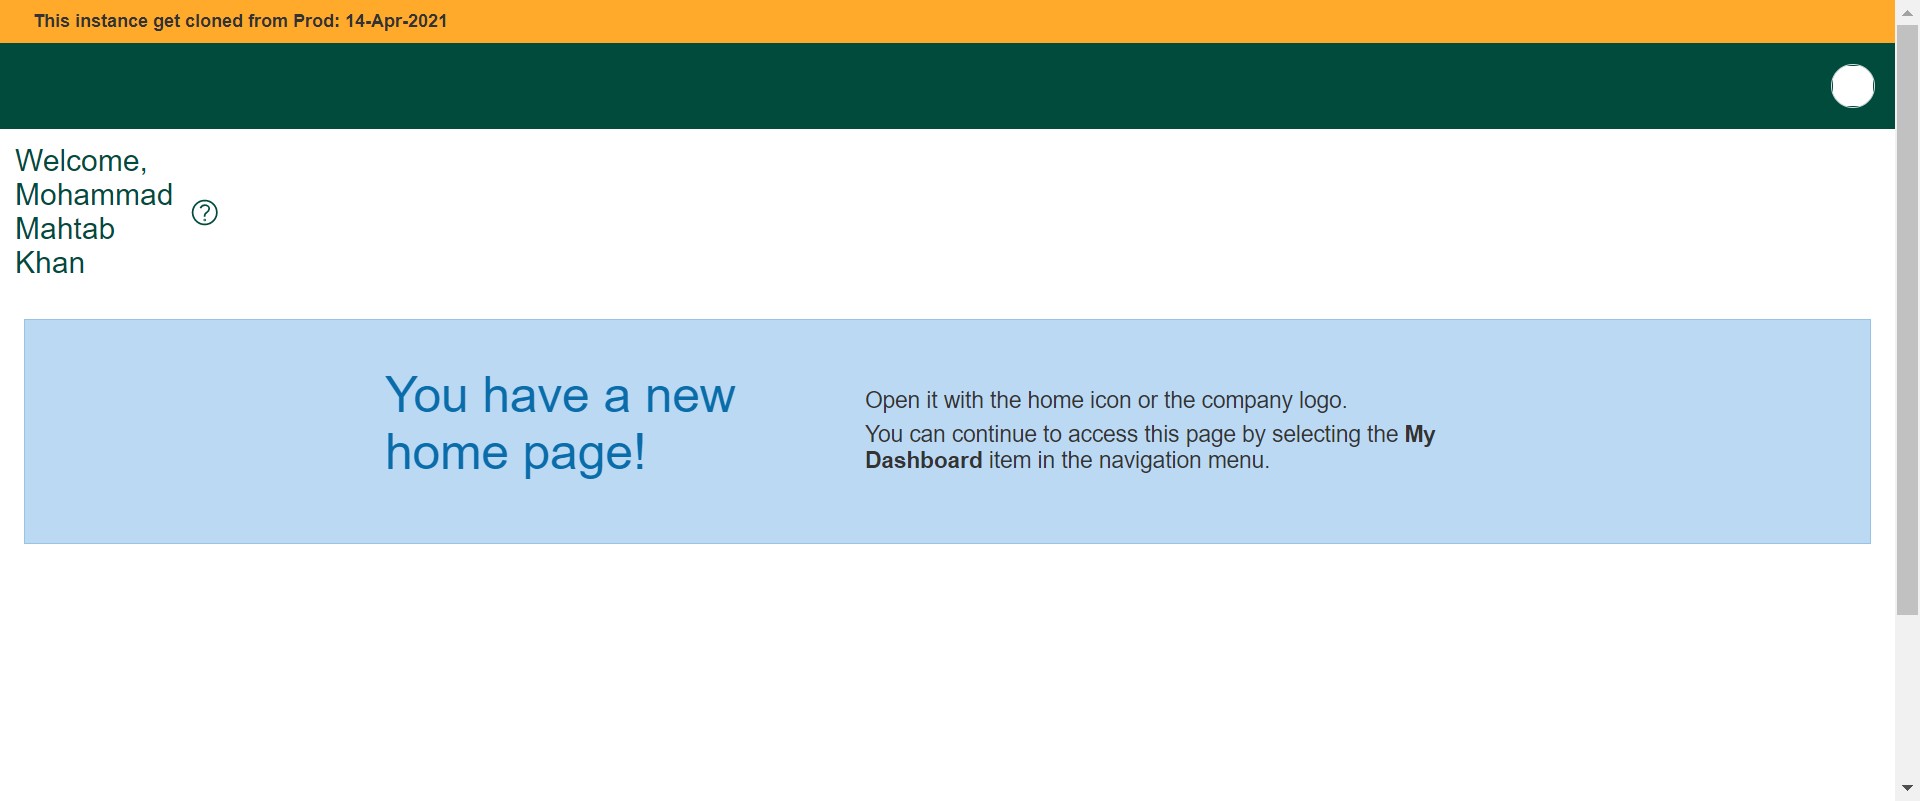 This instance get cloned from Prod: 14-Apr-2021
Welcome,
Mohammad
Mahtab
Khan
?
You have a new
home page!
Open it with the home icon or the company logo.
You can continue to access this page by selecting the My
Dashboard item in the navigation menu.